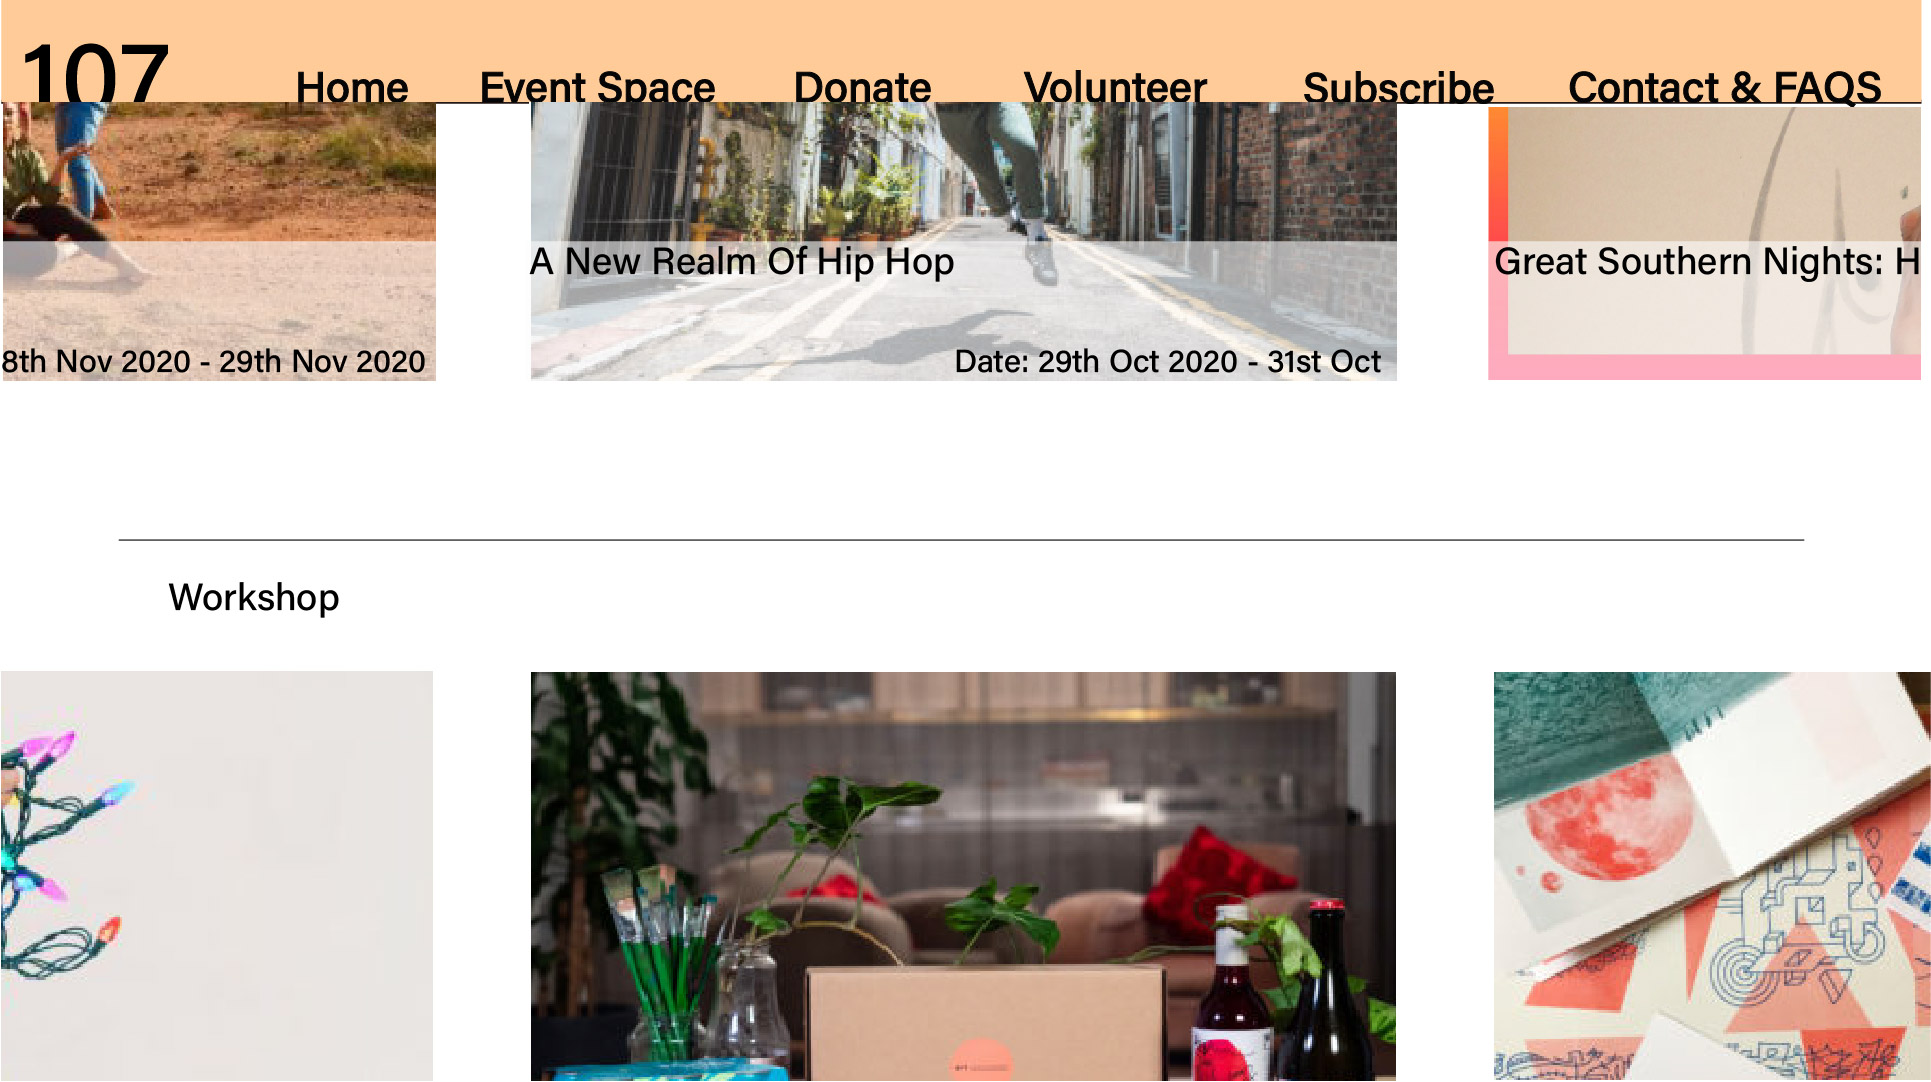 107
Home Event Space Donate Volunteer Subscribe Contact & FAQS
A New Realm Of Hip Hop
Great Southern Nights: H
8th Nov 2020 - 29th Nov 2020
Date: 29th Oct 2020 - 31st Oct
Workshop
art